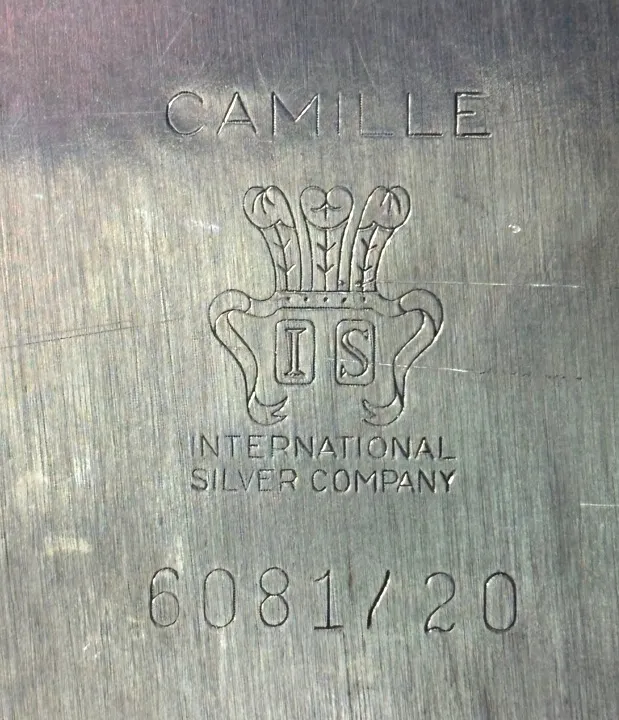 CAMILLE
I S
INTERNATIONAL
SILVER COMPANY
6081/20